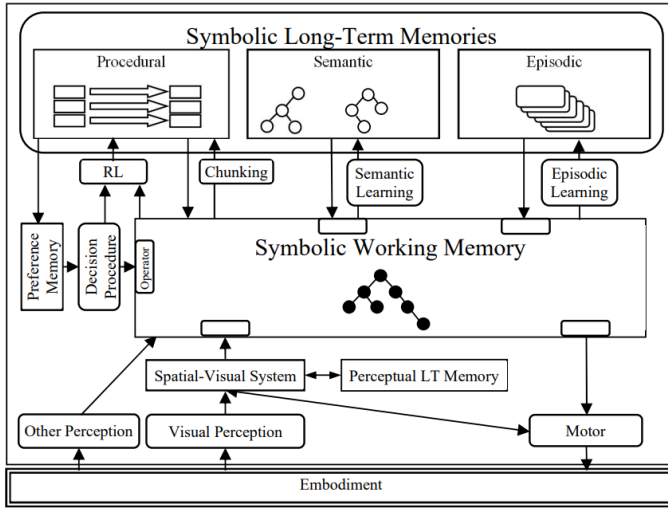 Symbolic Long-Term Memories
Procedural
Semantic
Episodic
RL
Chunking
Semantic
Learning
Episodic
Learning
Preference
Memory
Decision
Procedure
Operator
Symbolic Working Memory
Spatial-Visual System
Perceptual LT Memory
Other Perception
Visual Perception
Motor
Embodiment